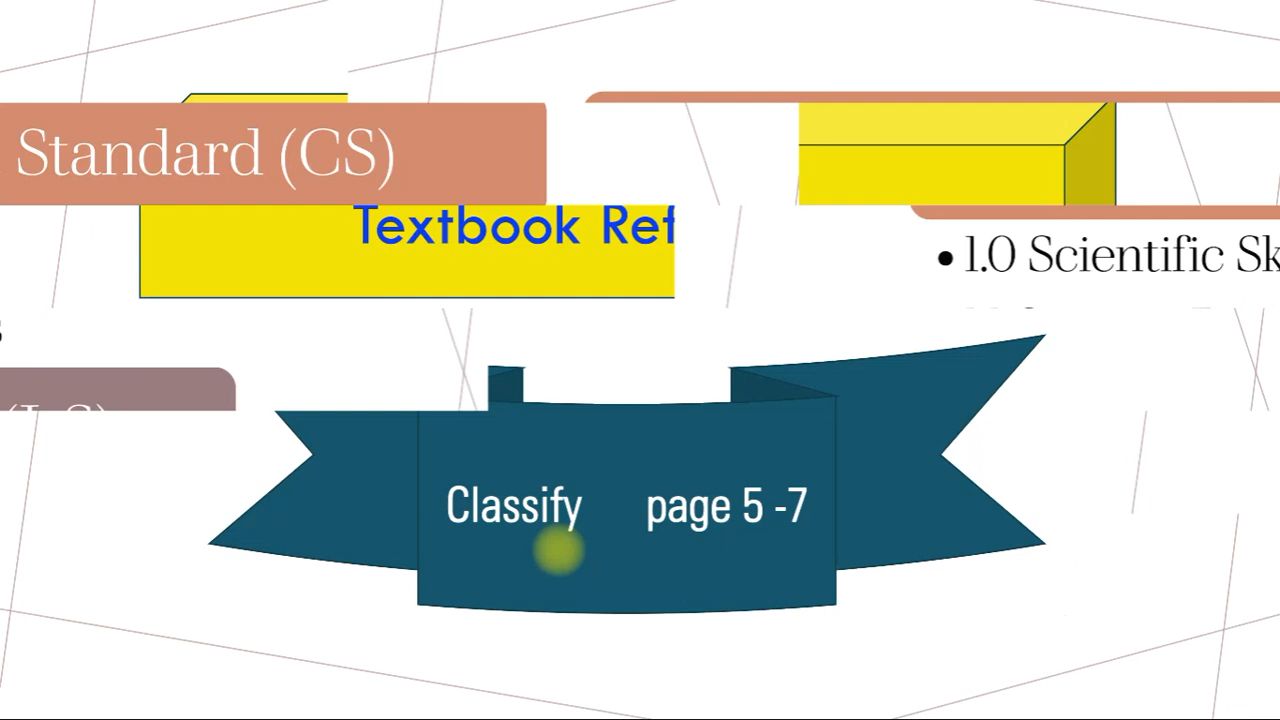 Standard (CS)
Textbook Ref
• 1.0 Scientific Sk
Classify page 5 -7